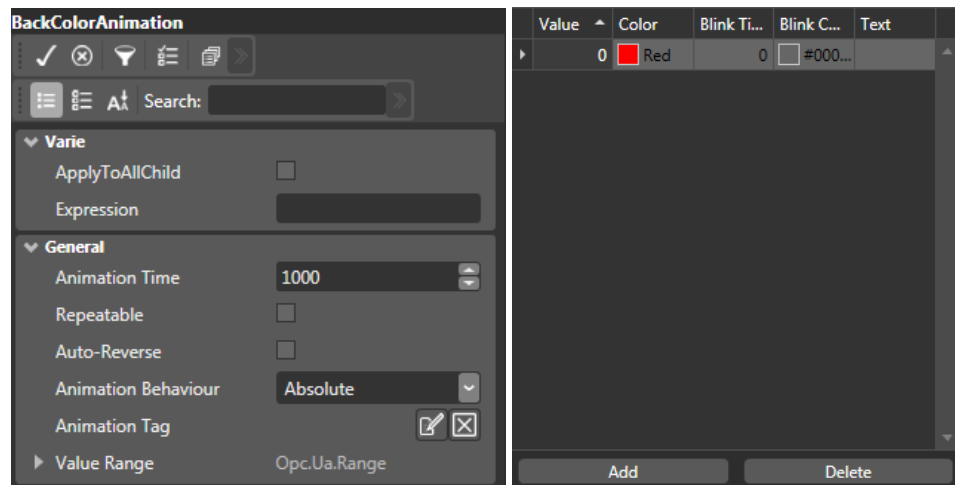 BackColorAnimation
Search:
Varie
ApplyToAllChild
Expression
General
Animation Time 1000
Repeatable
Auto-Reverse
Animation Behaviour Absolute
Animation Tag
Value Range Opc.Ua.Range
Value Color Blink Ti... Blink C... Text
0 Red 0 #000...
Add Delete